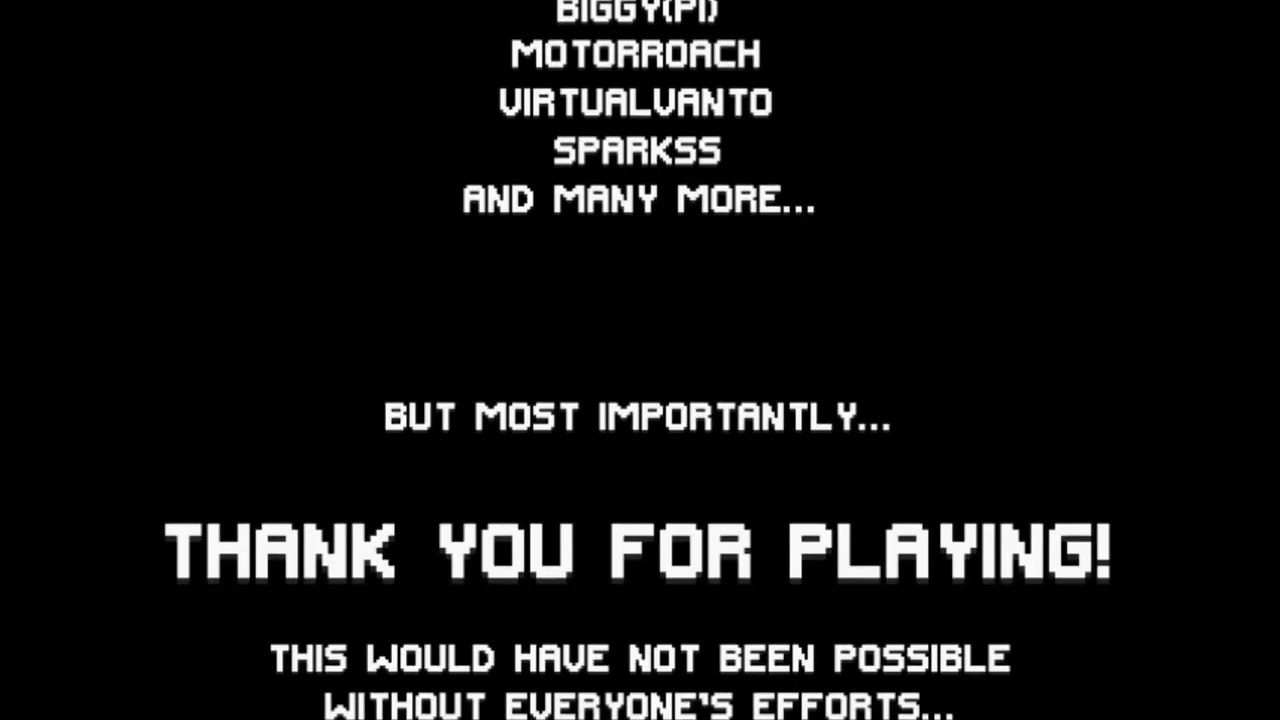 BIGGY(PI)
MOTORROACH
VIRTUALVANTO
SPARKSS
AND MANY MORE...
BUT MOST IMPORTANTLY...
THANK YOU FOR PLAYING!
THIS WOULD HAVE NOT BEEN POSSIBLE
WITHOUT EVERYONE'S EFFORTS...